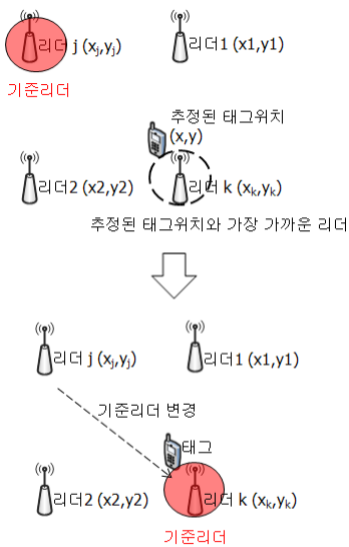 리더 j (xj,yj) 리더1 (x1,y1)
기준리더
추정된 태그위치
(x,y)
리더2 (x2,y2) 리더 k (xk,yk)
추정된 태그위치와 가장 가까운 리더
리더 j (xj,yj) 리더1 (x1,y1)
기준리더 변경
태그
리더2 (x2,y2) 리더 k (xk,yk)
기준리더